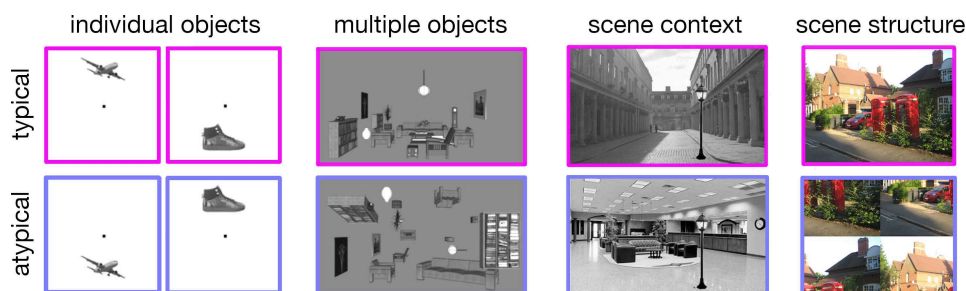 individual objects
multiple objects
scene context
scene structure
typical
atypical